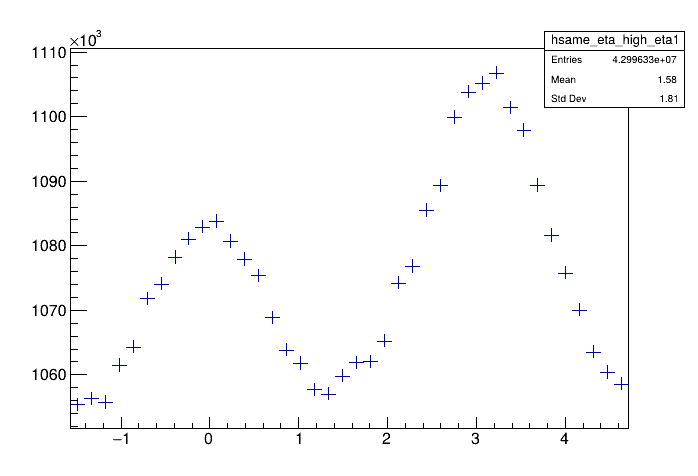 ×10³
hsame_eta_high_eta1
Entries 4.299633e+07
Mean 1.58
Std Dev 1.81
1110
1100
1090
1080
1070
1060
−1 0 1 2 3 4